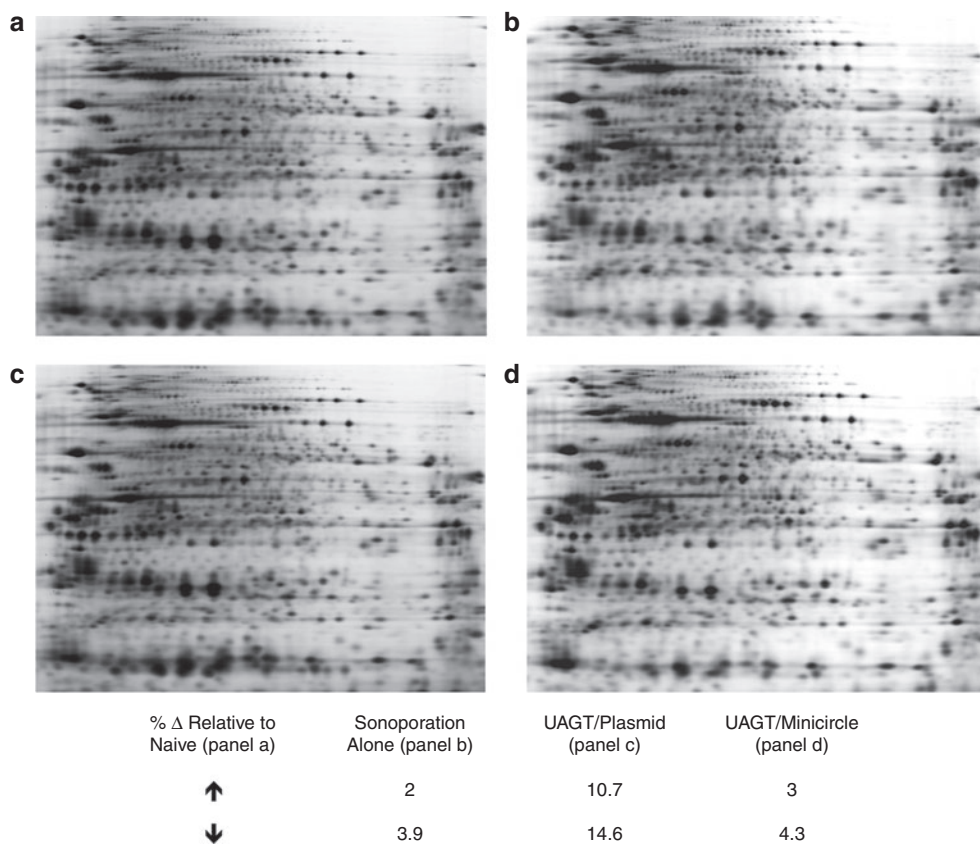 a
b
c
d
% Δ Relative to Naive (panel a) Sonoporation Alone (panel b) UAGT/Plasmid (panel c) UAGT/Minicircle (panel d)
↑ 2 10.7 3
↓ 3.9 14.6 4.3